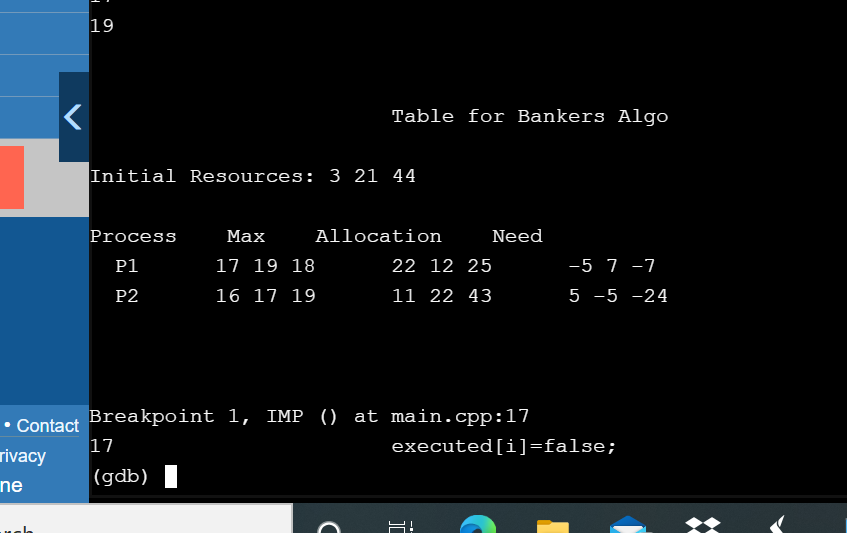 19
Table for Bankers Algo
Initial Resources: 3 21 44
Process Max Allocation Need
P1 17 19 18 22 12 25 -5 7 -7
P2 16 17 19 11 22 43 5 -5 -24
Breakpoint 1, IMP () at main.cpp:17
17 executed[i]=false;
(gdb)
• Contact
rivacy
ne